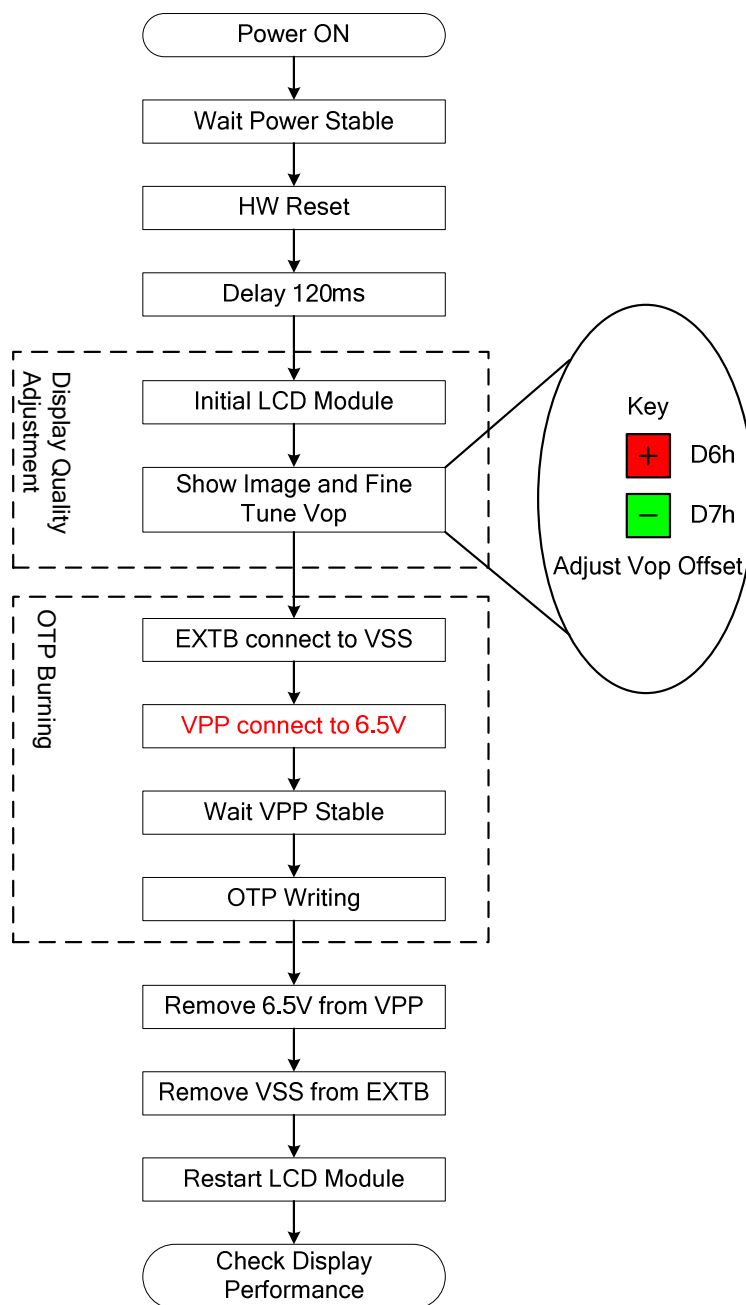 Power ON
Wait Power Stable
HW Reset
Delay 120ms
Display Quality
Adjustment
Initial LCD Module
Show Image and Fine
Tune Vop
Key
+ D6h
− D7h
Adjust Vop Offset
OTP Burning
EXTB connect to VSS
VPP connect to 6.5V
Wait VPP Stable
OTP Writing
Remove 6.5V from VPP
Remove VSS from EXTB
Restart LCD Module
Check Display
Performance